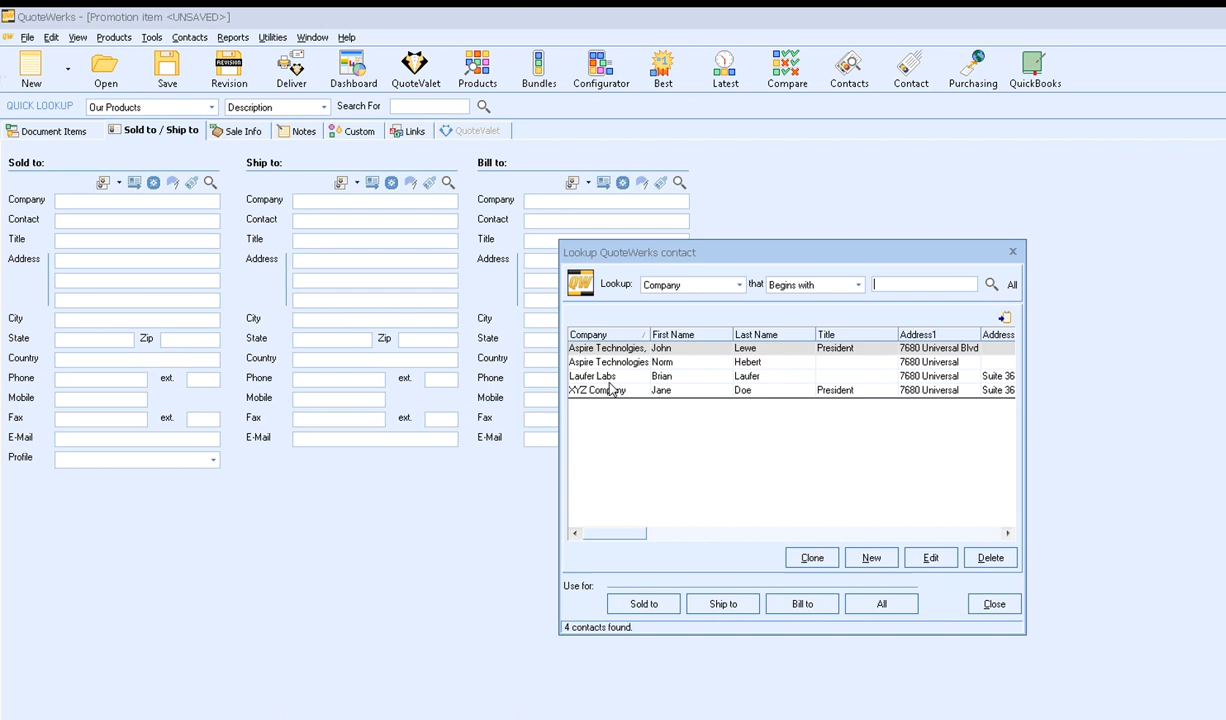 QuoteWerks - [Promotion item <UNSAVED>]
File Edit View Products Tools Contacts Reports Utilities Window Help
New Open Save Revision Deliver Dashboard QuoteValet Products Bundles Configurator Best Latest Compare Contacts Contact Purchasing QuickBooks
QUICK LOOKUP Our Products Description Search For
Document Items Sold to / Ship to Sale Info Notes Custom Links QuoteValet
Sold to: Ship to: Bill to:
Company Company Company
Contact Contact Contact
Title Title Title
Address Address Address
City City City
State Zip State Zip State
Country Country Country
Phone ext. Phone ext. Phone
Mobile Mobile Mobile
Fax ext. Fax ext. Fax
E-Mail E-Mail E-Mail
Profile
Lookup QuoteWerks contact
QW Lookup: Company that Begins with All
Company First Name Last Name Title Address1 Address
Aspire Technolgies, John Lewe President 7680 Universal Blvd
Aspire Technologies Norm Hebert 7680 Universal
Laufer Labs Brian Laufer 7680 Universal Suite 36
XYZ Company Jane Doe President 7680 Universal Suite 36
Clone New Edit Delete
Use for:
Sold to Ship to Bill to All Close
4 contacts found.